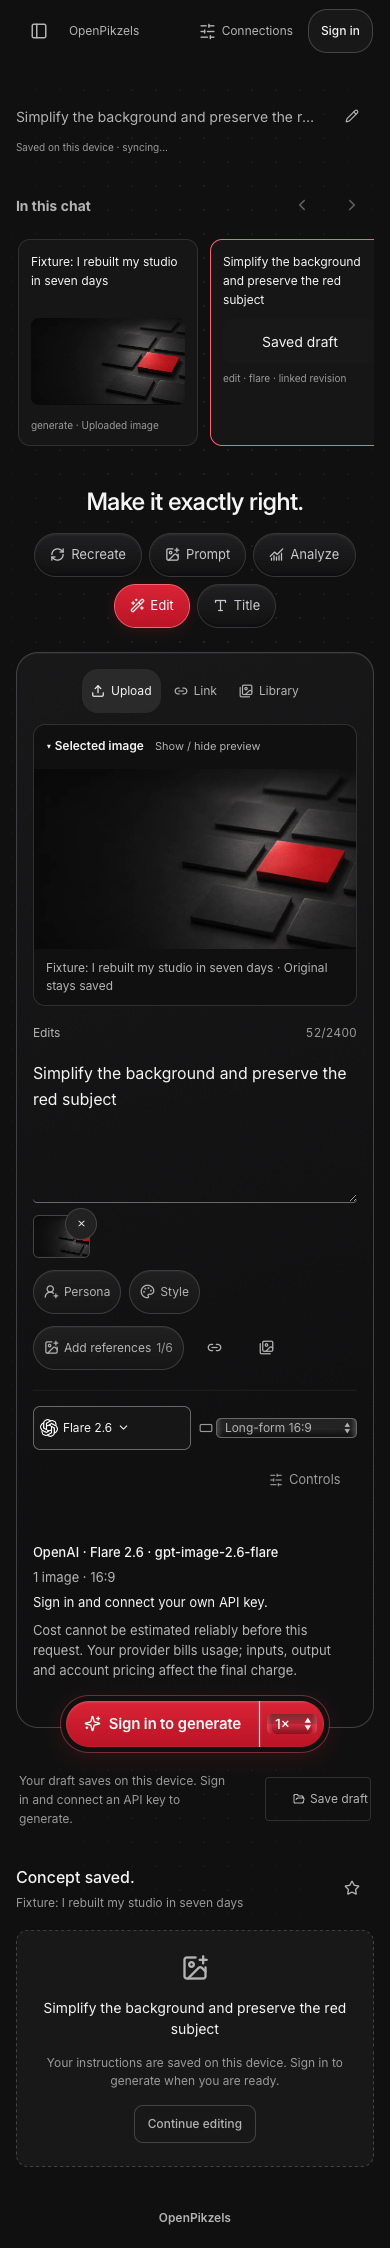 OpenPikzels
Connections
Sign in
Simplify the background and preserve the r...
Saved on this device · syncing...
In this chat
Fixture: I rebuilt my studio
in seven days
generate · Uploaded image
Simplify the background
and preserve the red
subject
Saved draft
edit · flare · linked revision
Make it exactly right.
Recreate
Prompt
Analyze
Edit
Title
Upload
Link
Library
Selected image
Show / hide preview
Fixture: I rebuilt my studio in seven days · Original
stays saved
Edits
52/2400
Simplify the background and preserve the
red subject
×
Persona
Style
Add references 1/6
Flare 2.6
Long-form 16:9
Controls
OpenAI · Flare 2.6 · gpt-image-2.6-flare
1 image · 16:9
Sign in and connect your own API key.
Cost cannot be estimated reliably before this
request. Your provider bills usage; inputs, output
and account pricing affect the final charge.
Sign in to generate
1×
Your draft saves on this device. Sign
in and connect an API key to
generate.
Save draft
Concept saved.
Fixture: I rebuilt my studio in seven days
Simplify the background and preserve the red
subject
Your instructions are saved on this device. Sign in to
generate when you are ready.
Continue editing
OpenPikzels